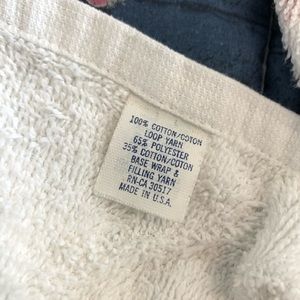 100% COTTON/COTON
LOOP YARN
65% POLYESTER
35% COTTON/COTON
BASE WRAP &
FILLING YARN
RN-CA 30517
MADE IN U.S.A.